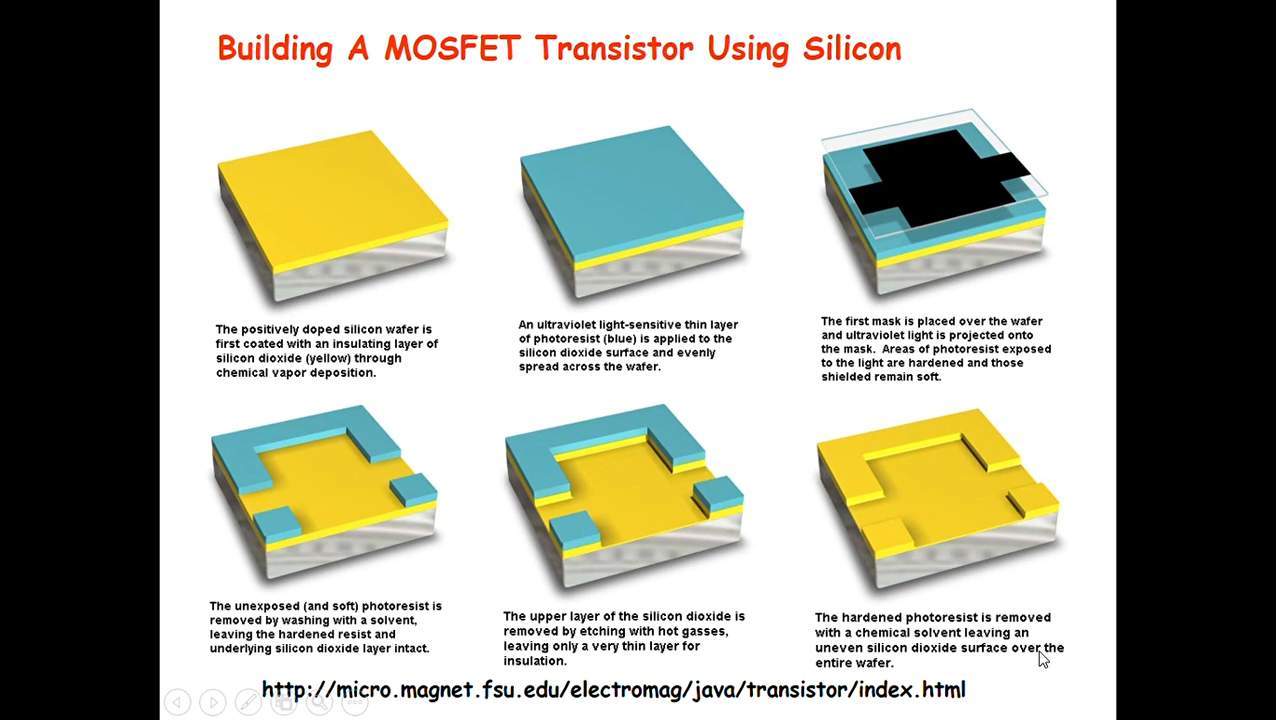 Building A MOSFET Transistor Using Silicon
The positively doped silicon wafer is
first coated with an insulating layer of
silicon dioxide (yellow) through
chemical vapor deposition.
An ultraviolet light-sensitive thin layer
of photoresist (blue) is applied to the
silicon dioxide surface and evenly
spread across the wafer.
The first mask is placed over the wafer
and ultraviolet light is projected onto
the mask. Areas of photoresist exposed
to the light are hardened and those
shielded remain soft.
The unexposed (and soft) photoresist is
removed by washing with a solvent,
leaving the hardened resist and
underlying silicon dioxide layer intact.
The upper layer of the silicon dioxide is
removed by etching with hot gasses,
leaving only a very thin layer for
insulation.
The hardened photoresist is removed
with a chemical solvent leaving an
uneven silicon dioxide surface over the
entire wafer.
http://micro.magnet.fsu.edu/electromag/java/transistor/index.html